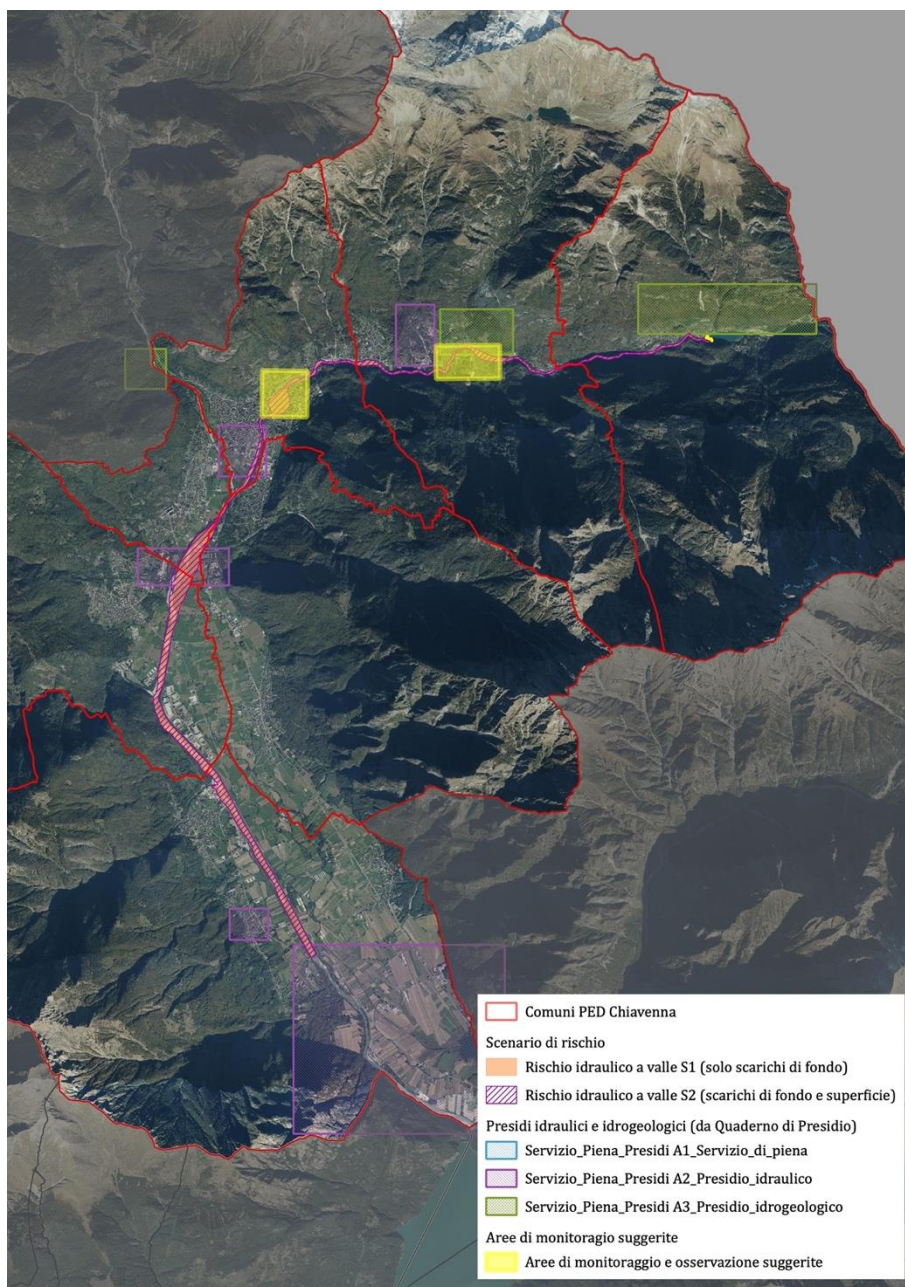 Comuni PED Chiavenna
Scenario di rischio
Rischio idraulico a valle S1 (solo scarichi di fondo)
Rischio idraulico a valle S2 (scarichi di fondo e superficie)
Presidi idraulici e idrogeologici (da Quaderno di Presidio)
Servizio_Piena_Presidi A1_Servizio_di_piena
Servizio_Piena_Presidi A2_Presidio_idraulico
Servizio_Piena_Presidi A3_Presidio_idrogeologico
Aree di monitoragio suggerite
Aree di monitoraggio e osservazione suggerite